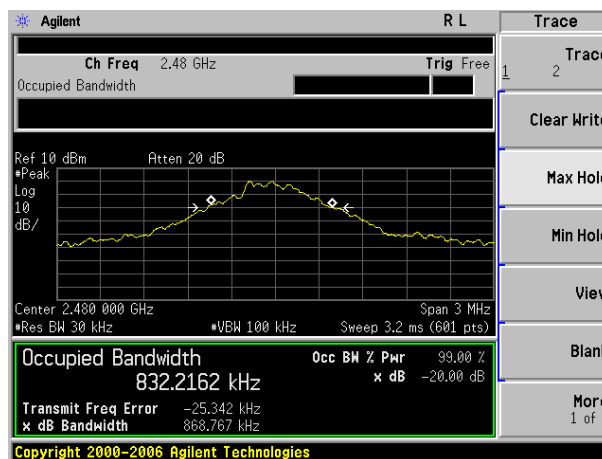 Agilent R L Trace
Ch Freq 2.48 GHz Trig Free
Occupied Bandwidth
Trace
1 2
Clear Write
Max Hold
Min Hold
View
Blank
More
1 of
Ref 10 dBm Atten 20 dB
#Peak
Log
10
dB/
Center 2.480 000 GHz Span 3 MHz
#Res BW 30 kHz #VBW 100 kHz Sweep 3.2 ms (601 pts)
Occupied Bandwidth Occ BW % Pwr 99.00 %
832.2162 kHz x dB -20.00 dB
Transmit Freq Error -25.342 kHz
x dB Bandwidth 868.767 kHz
Copyright 2000-2006 Agilent Technologies